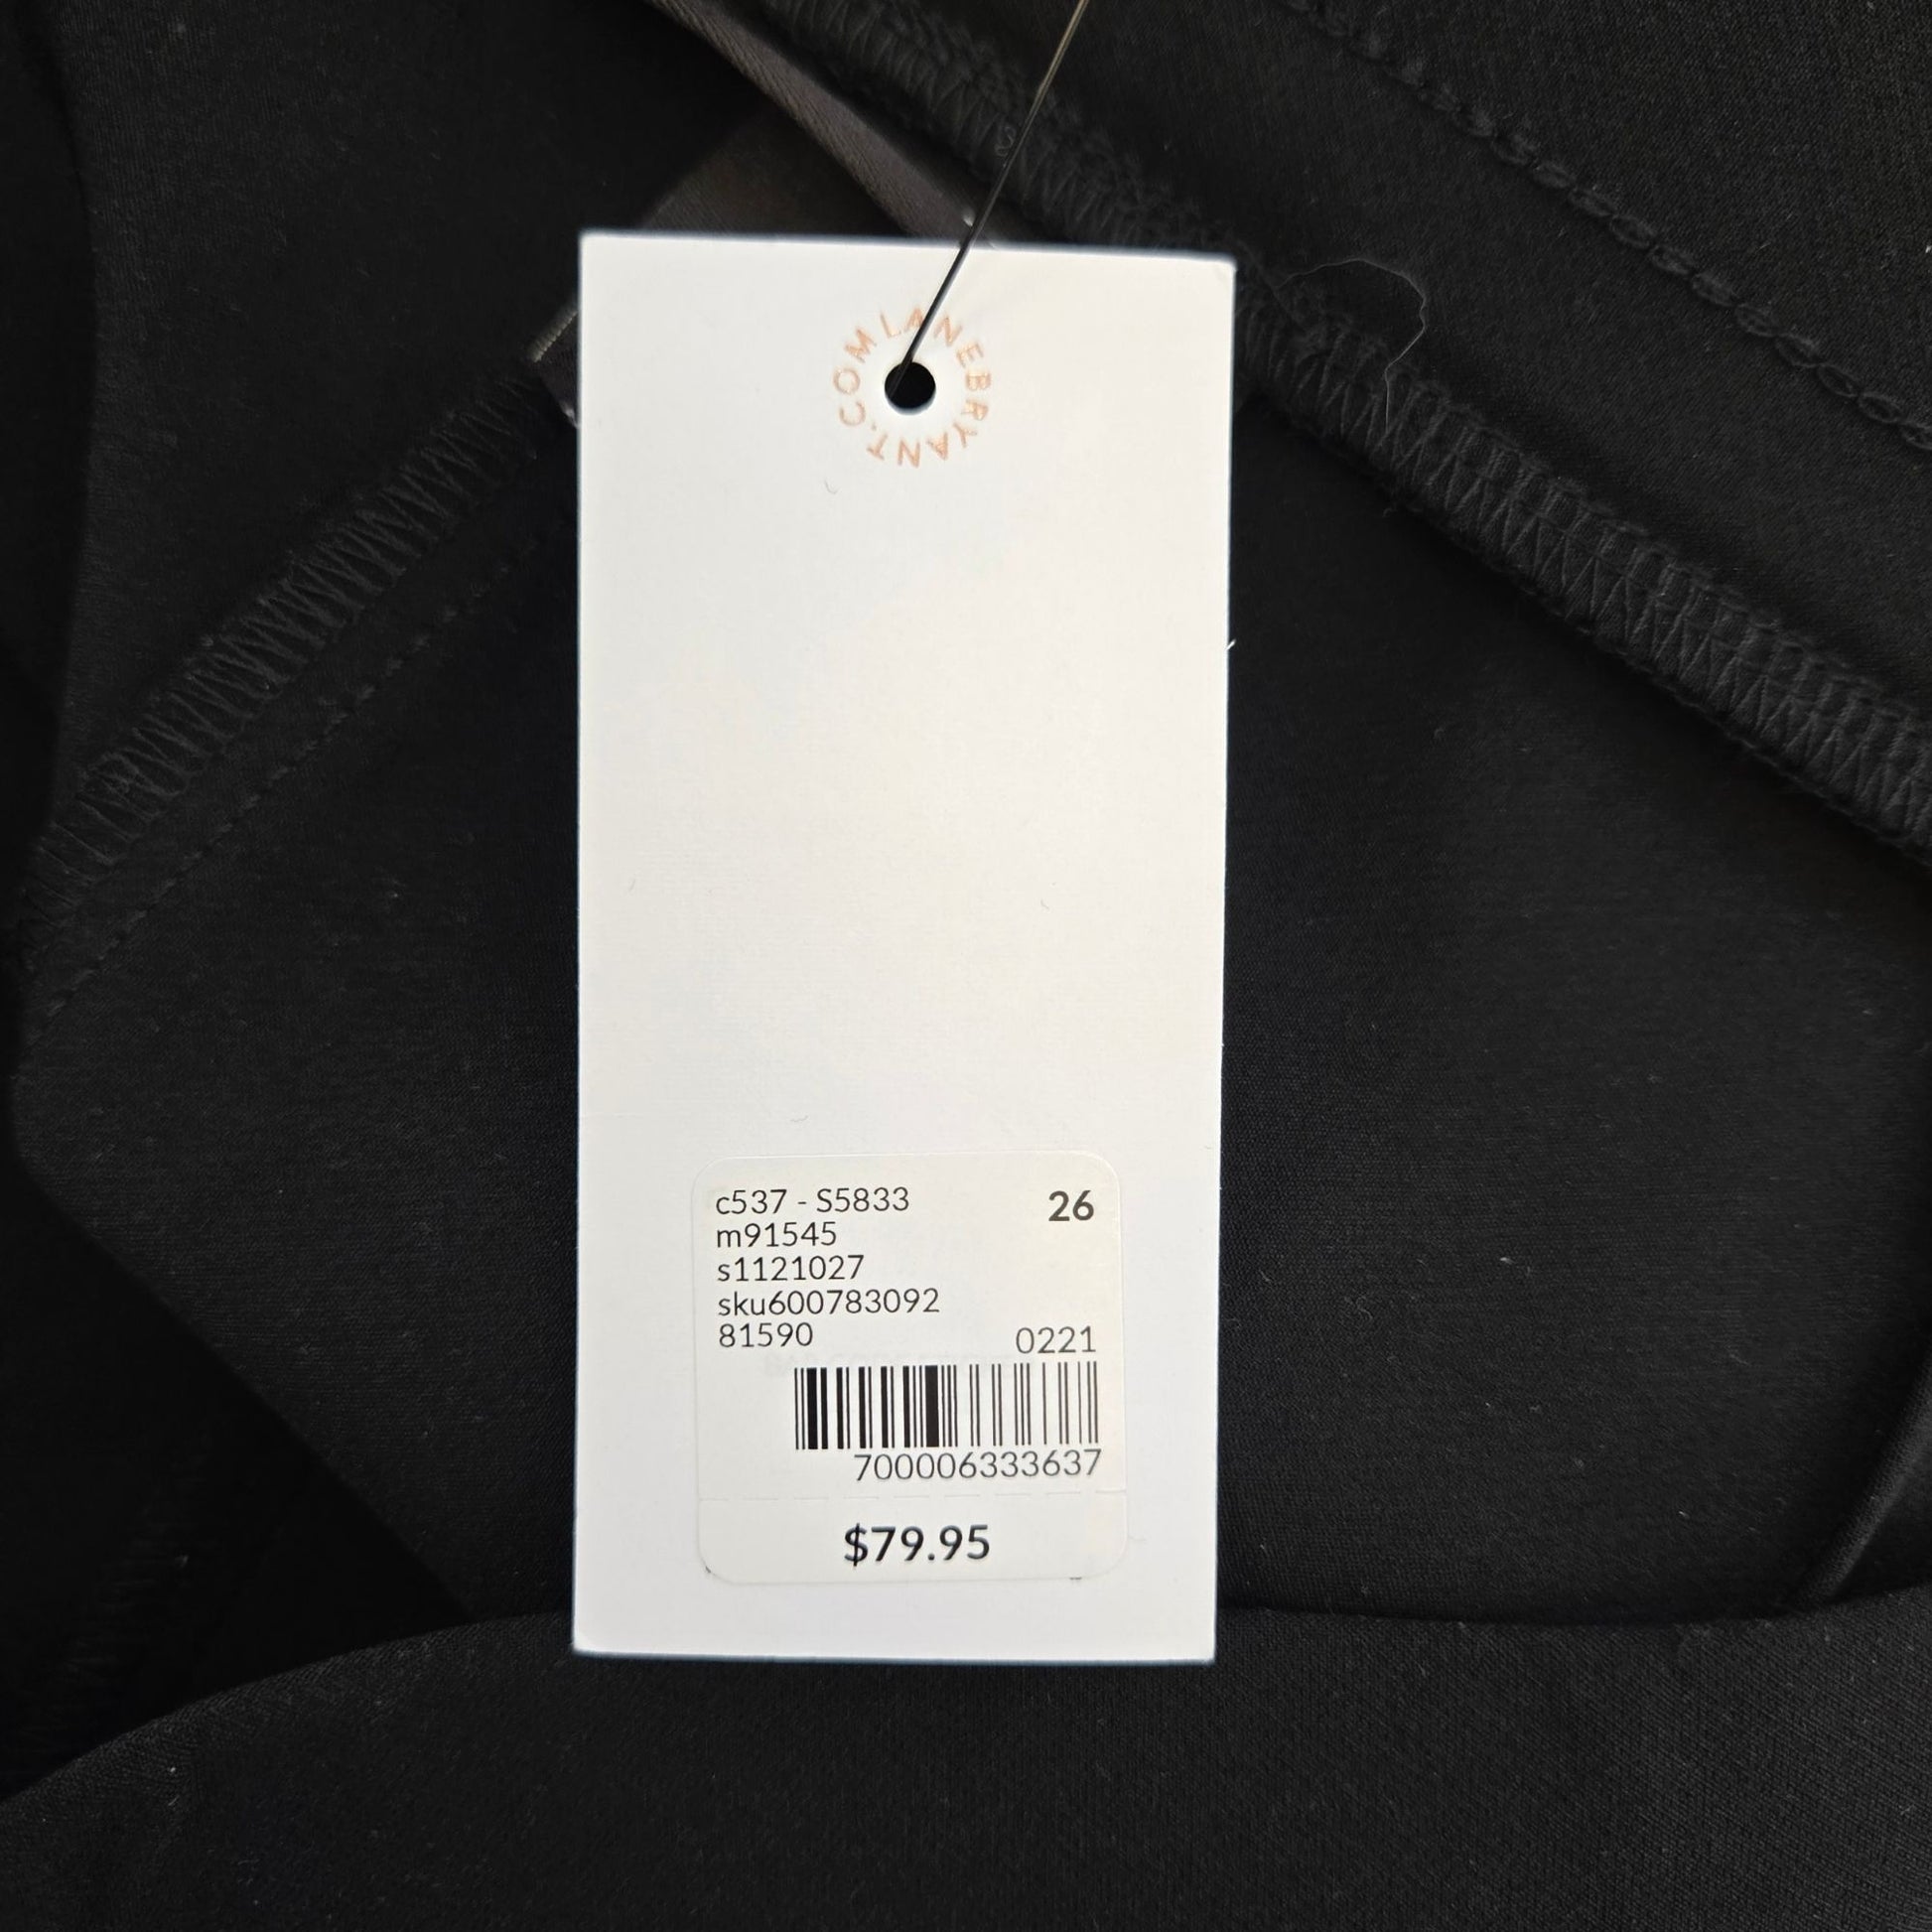 LANEBRYANT.COM
c537 - S5833 26
m91545
s1121027
sku600783092
81590 0221
700006333637
$79.95